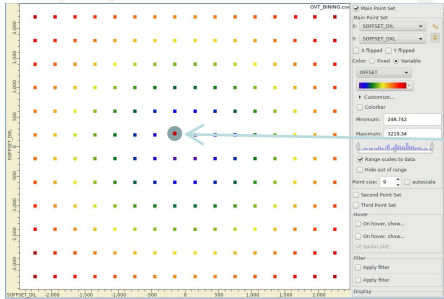 OVT_BINING.csv
2,000
1,500
1,000
500
0
-500
-1,000
-1,500
-2,000
SOFFSET_DIL
SOFFSET_DIL -2,000 -1,500 -1,000 -500 0 500 1,000 1,500 2,000
Main Point Set
Main Point Set
X: SOFFSET_DIL
Y: SOFFSET_DXL
X flipped Y flipped
Color: Fixed Variable
OFFSET
Customize...
Colorbar
Minimum: 249.742
Maximum: 3219.34
Range scales to data
Hide out of range
Point size: 9 autoscale
Second Point Set
Third Point Set
Hover
On hover, show...
On hover, show...
Spider plot
Filter
Apply filter
Apply filter
Display